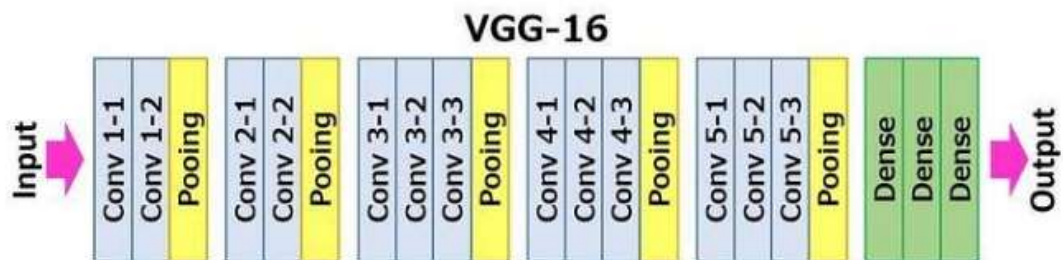 VGG-16
Input
Conv 1-1
Conv 1-2
Pooing
Conv 2-1
Conv 2-2
Pooing
Conv 3-1
Conv 3-2
Conv 3-3
Pooing
Conv 4-1
Conv 4-2
Conv 4-3
Pooing
Conv 5-1
Conv 5-2
Conv 5-3
Pooing
Dense
Dense
Dense
Output